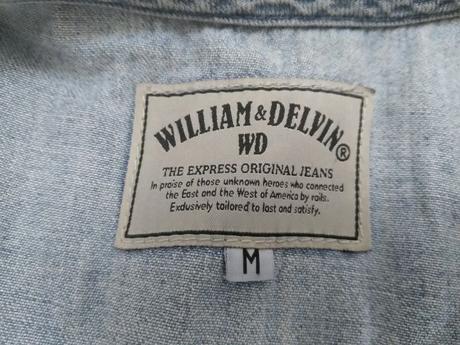 WILLIAM & DELVIN®
WD
THE EXPRESS ORIGINAL JEANS
In praise of those unknown heroes who connected
the East and the West of America by rails.
Exclusively tailored to last and satisfy.
M